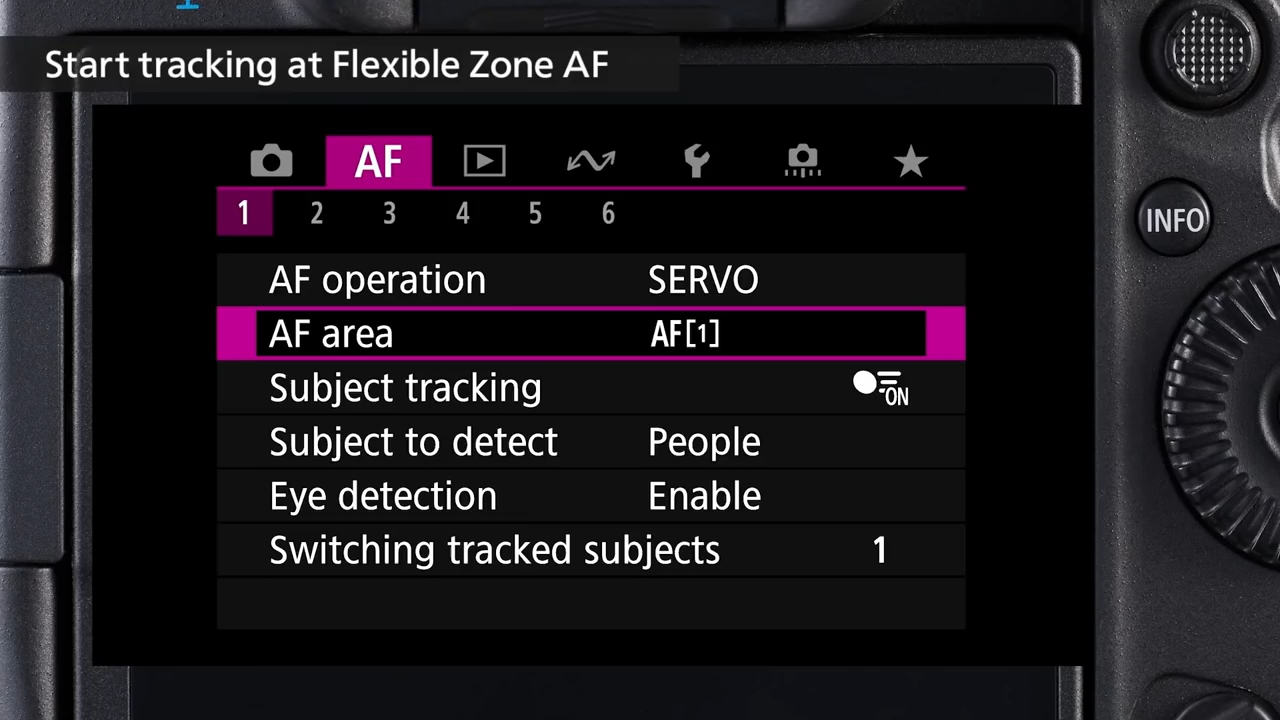 Start tracking at Flexible Zone AF
AF
1 2 3 4 5 6
AF operation SERVO
AF area AF[1]
Subject tracking ON
Subject to detect People
Eye detection Enable
Switching tracked subjects 1
INFO